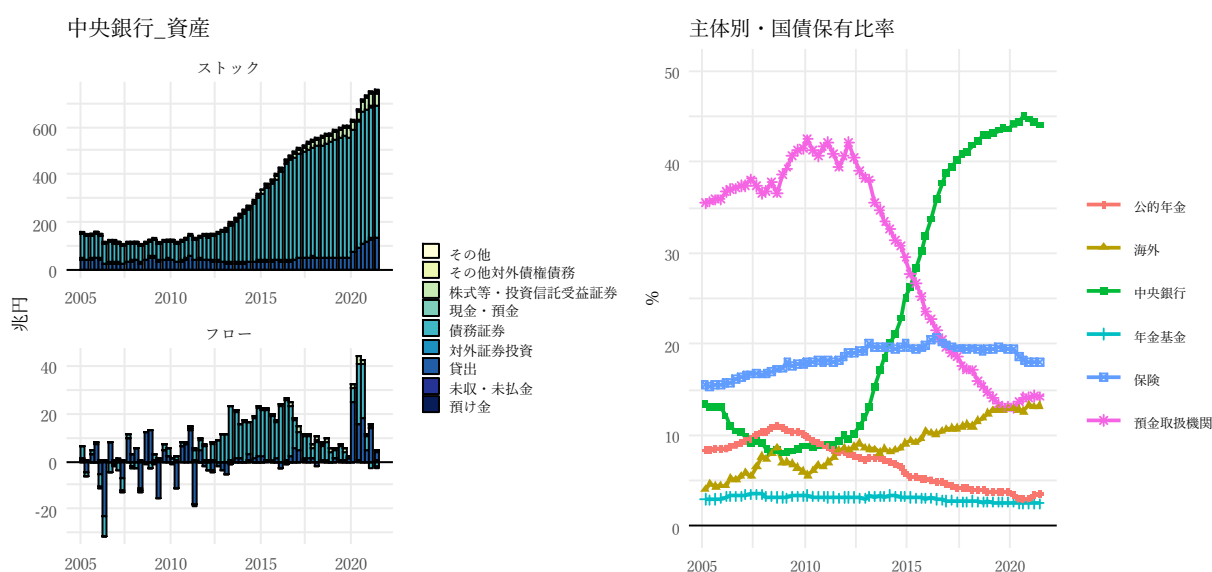 中央銀行_資産
ストック
600
400
200
0
2005
2010
2015
2020
兆円
フロー
40
20
0
-20
2005
2010
2015
2020
その他
その他対外債権債務
株式等・投資信託受益証券
現金・預金
債務証券
対外証券投資
貸出
未収・未払金
預け金
主体別・国債保有比率
50
40
30
20
10
0
%
2005
2010
2015
2020
公的年金
海外
中央銀行
年金基金
保険
預金取扱機関